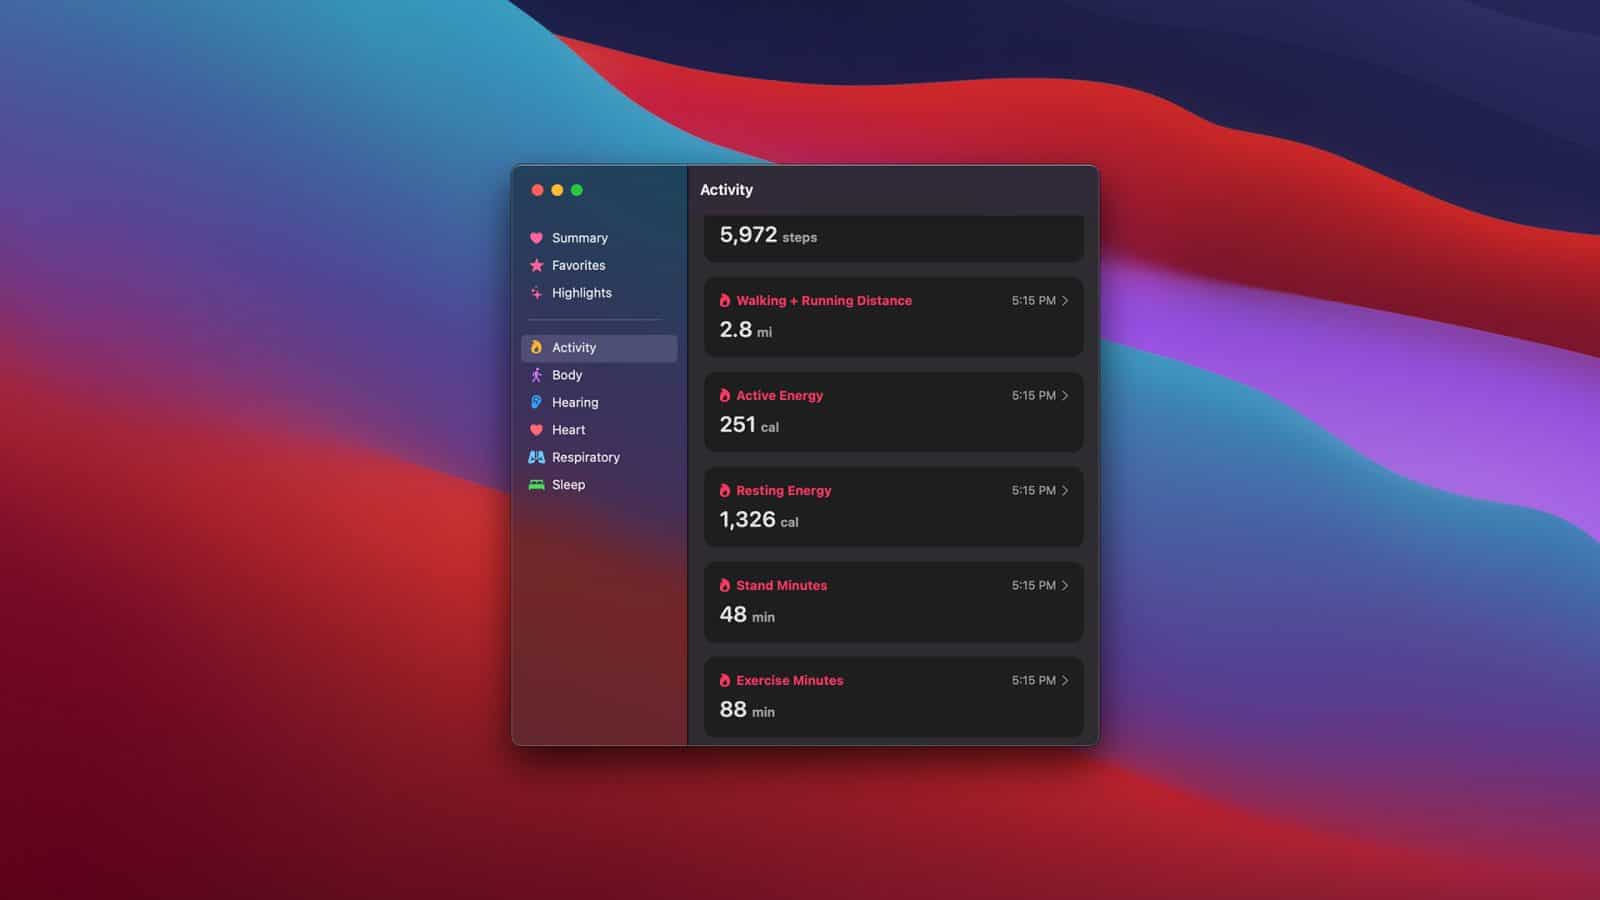 Activity
5,972 steps
Summary
Favorites
Highlights
Activity
Body
Hearing
Heart
Respiratory
Sleep
Walking + Running Distance 5:15 PM
2.8 mi
Active Energy 5:15 PM
251 cal
Resting Energy 5:15 PM
1,326 cal
Stand Minutes 5:15 PM
48 min
Exercise Minutes 5:15 PM
88 min